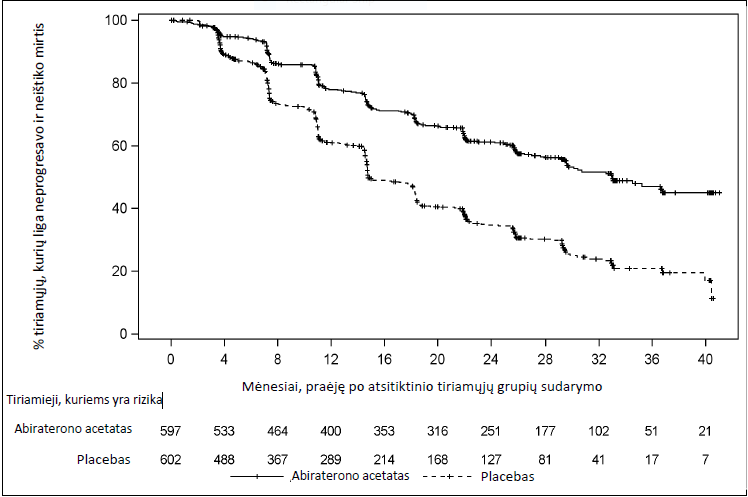 % tiriamųjų, kurių liga neprogresavo ir neištiko mirtis
100
80
60
40
20
0
0 4 8 12 16 20 24 28 32 36 40
Mėnesiai, praėję po atsitiktinio tiriamųjų grupių sudarymo
Tiriamieji, kuriems yra rizika
Abiraterono acetatas 597 533 464 400 353 316 251 177 102 51 21
Placebas 602 488 367 289 214 168 127 81 41 17 7
Abiraterono acetatas Placebas